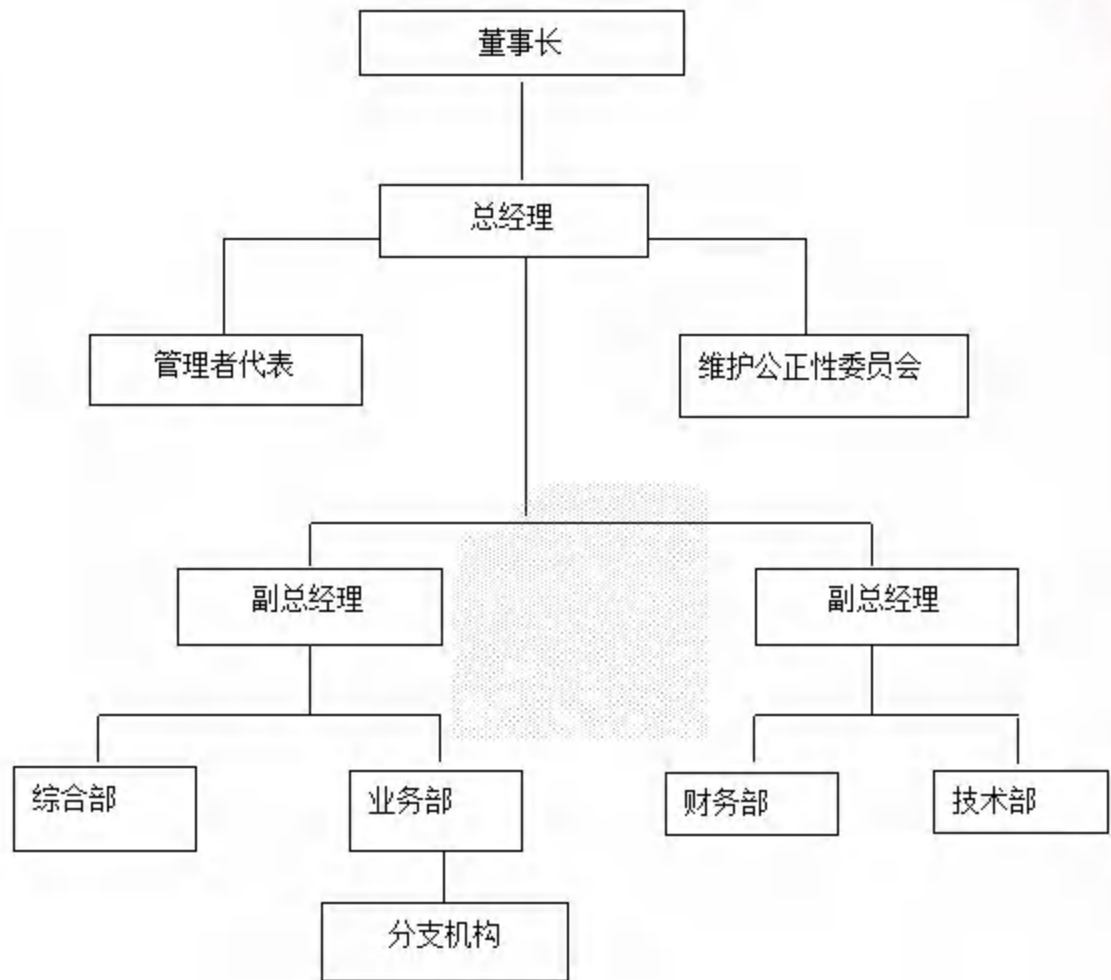 董事长
总经理
管理者代表
维护公正性委员会
副总经理
副总经理
综合部
业务部
财务部
技术部
分支机构